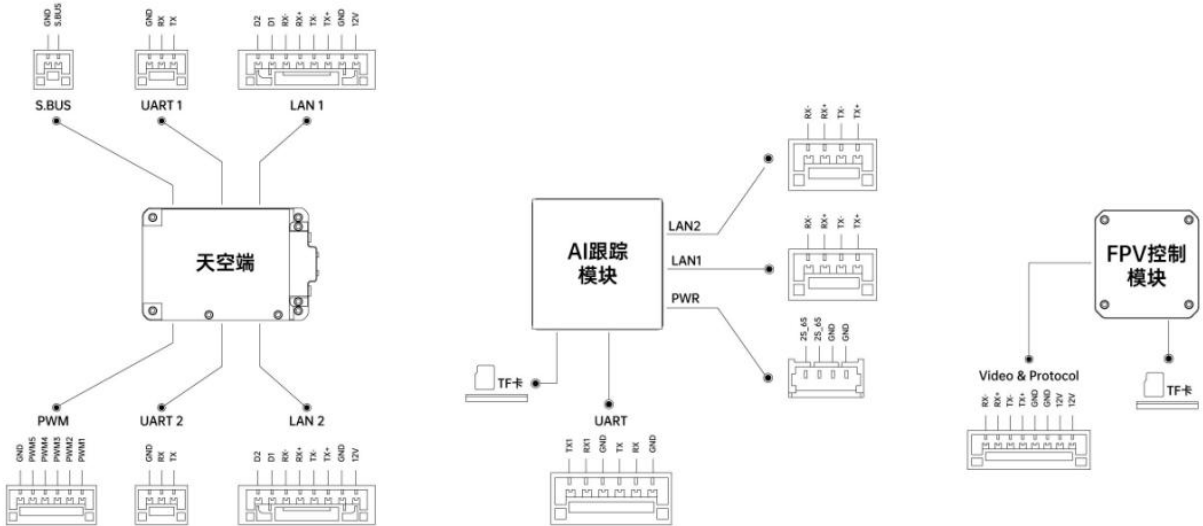 GND
S.BUS
S.BUS
GND
RX
TX
UART 1
D2
D1
RX-
RX+
TX-
TX+
GND
12V
LAN 1
天空端
PWM
GND
PWM5
PWM4
PWM3
PWM2
PWM1
UART 2
GND
RX
TX
LAN 2
D2
D1
RX-
RX+
TX-
TX+
GND
12V
AI跟踪
模块
LAN2
RX-
RX+
TX-
TX+
LAN1
RX-
RX+
TX-
TX+
PWR
2S_6S
2S_6S
GND
GND
TF卡
UART
TX1
RX1
GND
TX
RX
GND
FPV控制
模块
Video & Protocol
RX-
RX+
TX-
TX+
GND
GND
12V
12V
TF卡